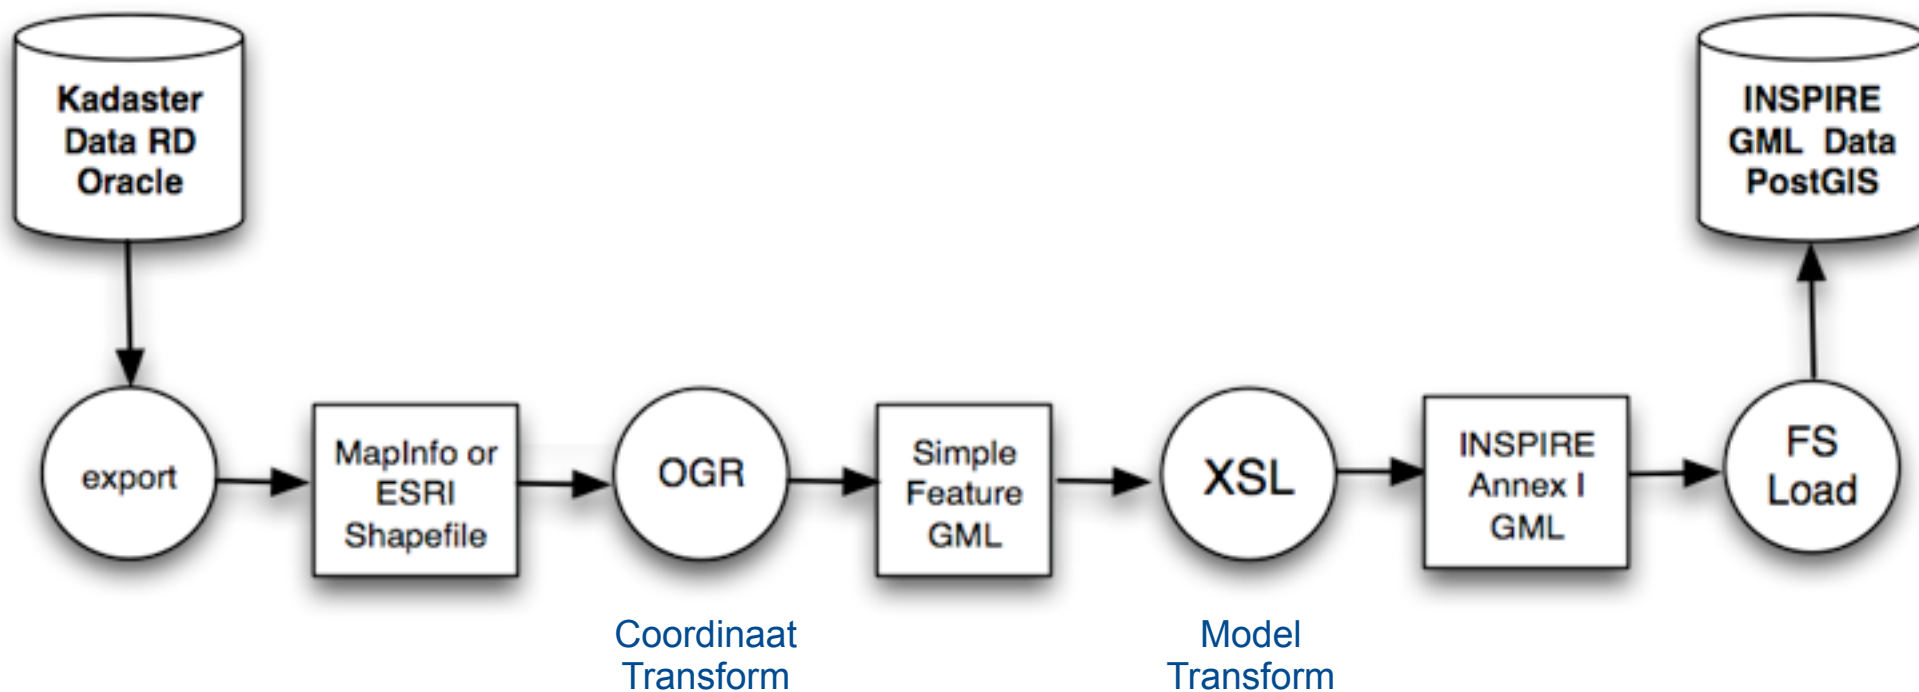 Kadaster
Data RD
Oracle
INSPIRE
GML Data
PostGIS
export
MapInfo or
ESRI
Shapefile
OGR
Simple
Feature
GML
XSL
INSPIRE
Annex I
GML
FS
Load
Coordinaat
Transform
Model
Transform